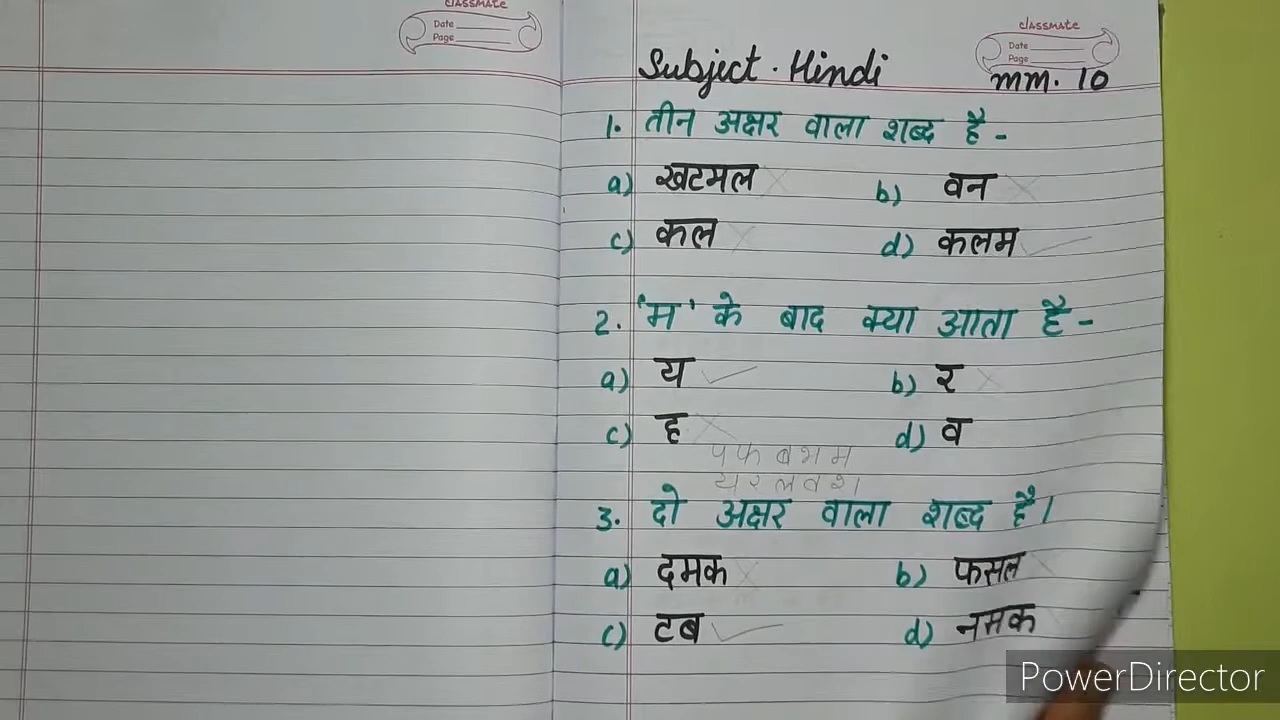 classmate
Date
Page
classmate
Date
Page
Subject . Hindi
mm. 10
1. तीन अक्षर वाला शब्द है -
a) खटमल b) वन
c) कल d) कलम
2. 'म' के बाद क्या आता है -
a) य b) र
c) ह d) व
प फ ब भ म
य र ल व श
3. दो अक्षर वाला शब्द है।
a) दमक b) फसल
c) टब d) नमक
PowerDirector